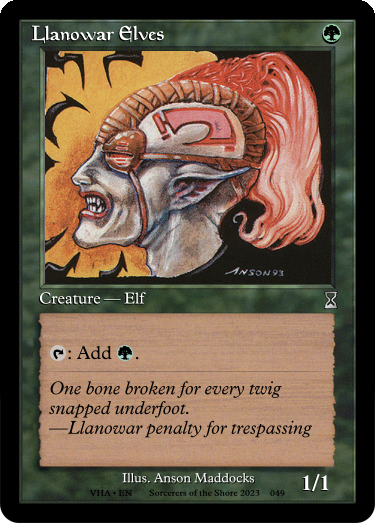 Llanowar Elves
ANSON93
Creature — Elf
: Add .
One bone broken for every twig
snapped underfoot.
—Llanowar penalty for trespassing
Illus. Anson Maddocks
1/1
VHA • EN Sorcerers of the Shore 2023 049